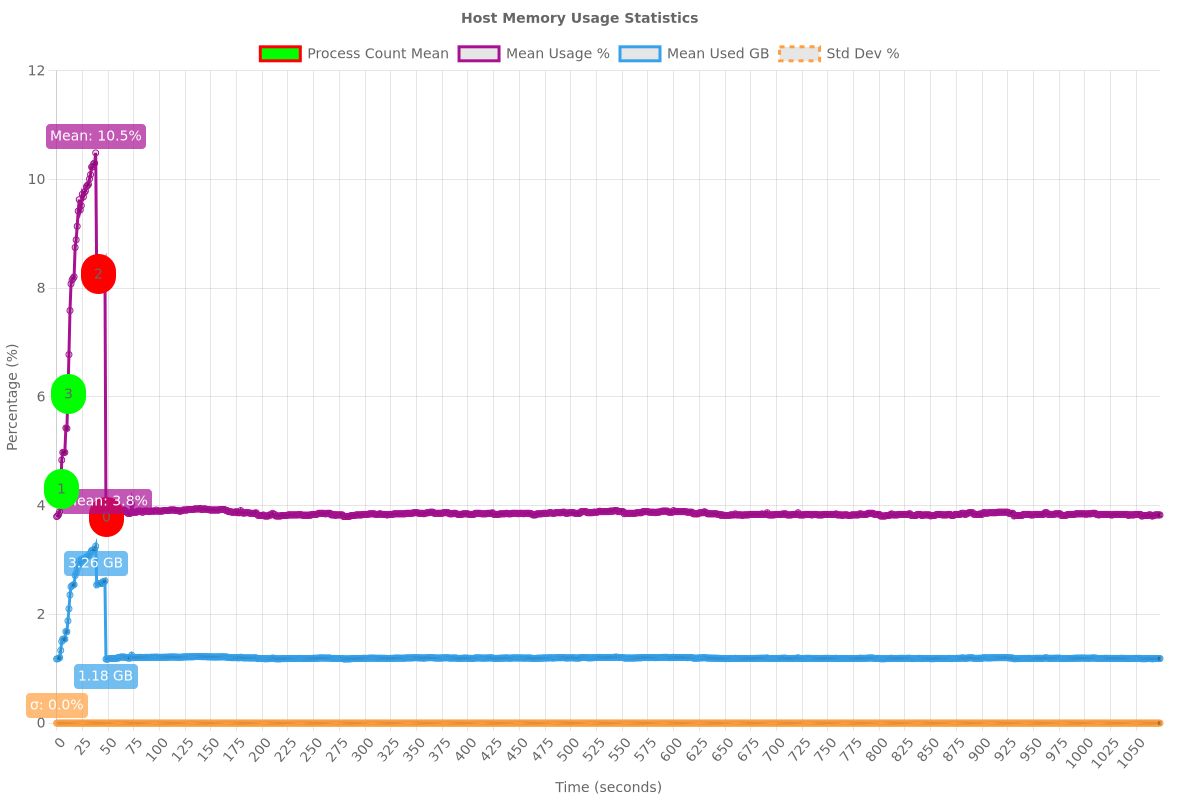 Host Memory Usage Statistics
Process Count Mean Mean Usage % Mean Used GB Std Dev %
12
10
8
6
4
2
0
Percentage (%)
Mean: 10.5%
2
3
1
ean: 3.8%
0
3.26 GB
1.18 GB
σ: 0.0%
0 25 50 75 100 125 150 175 200 225 250 275 300 325 350 375 400 425 450 475 500 525 550 575 600 625 650 675 700 725 750 775 800 825 850 875 900 925 950 975 1000 1025 1050
Time (seconds)